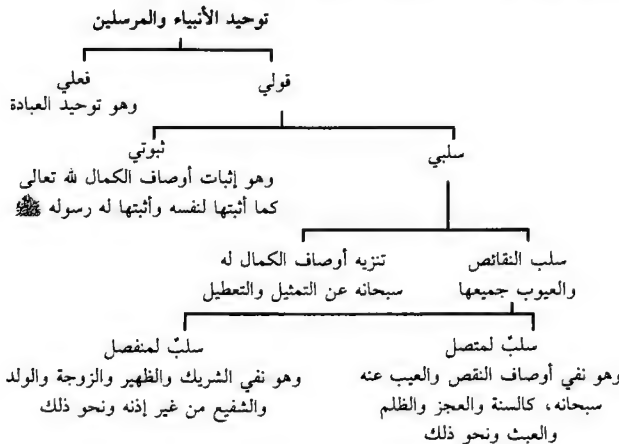 توحيد الأنبياء والمرسلين
قولي
فعلي
وهو توحيد العبادة
سلبي
ثبوتي
وهو إثبات أوصاف الكمال لله تعالى
كما أثبتها لنفسه وأثبتها له رسوله ﷺ
سلب النقائص
والعيوب جميعها
تنزيه أوصاف الكمال له
سبحانه عن التمثيل والتعطيل
سلبٌ لمتصل
وهو نفي أوصاف النقص والعيب عنه
سبحانه، كالسنة والعجز والظلم
والعبث ونحو ذلك
سلبٌ لمنفصل
وهو نفي الشريك والظهير والزوجة والولد
والشفيع من غير إذنه ونحو ذلك